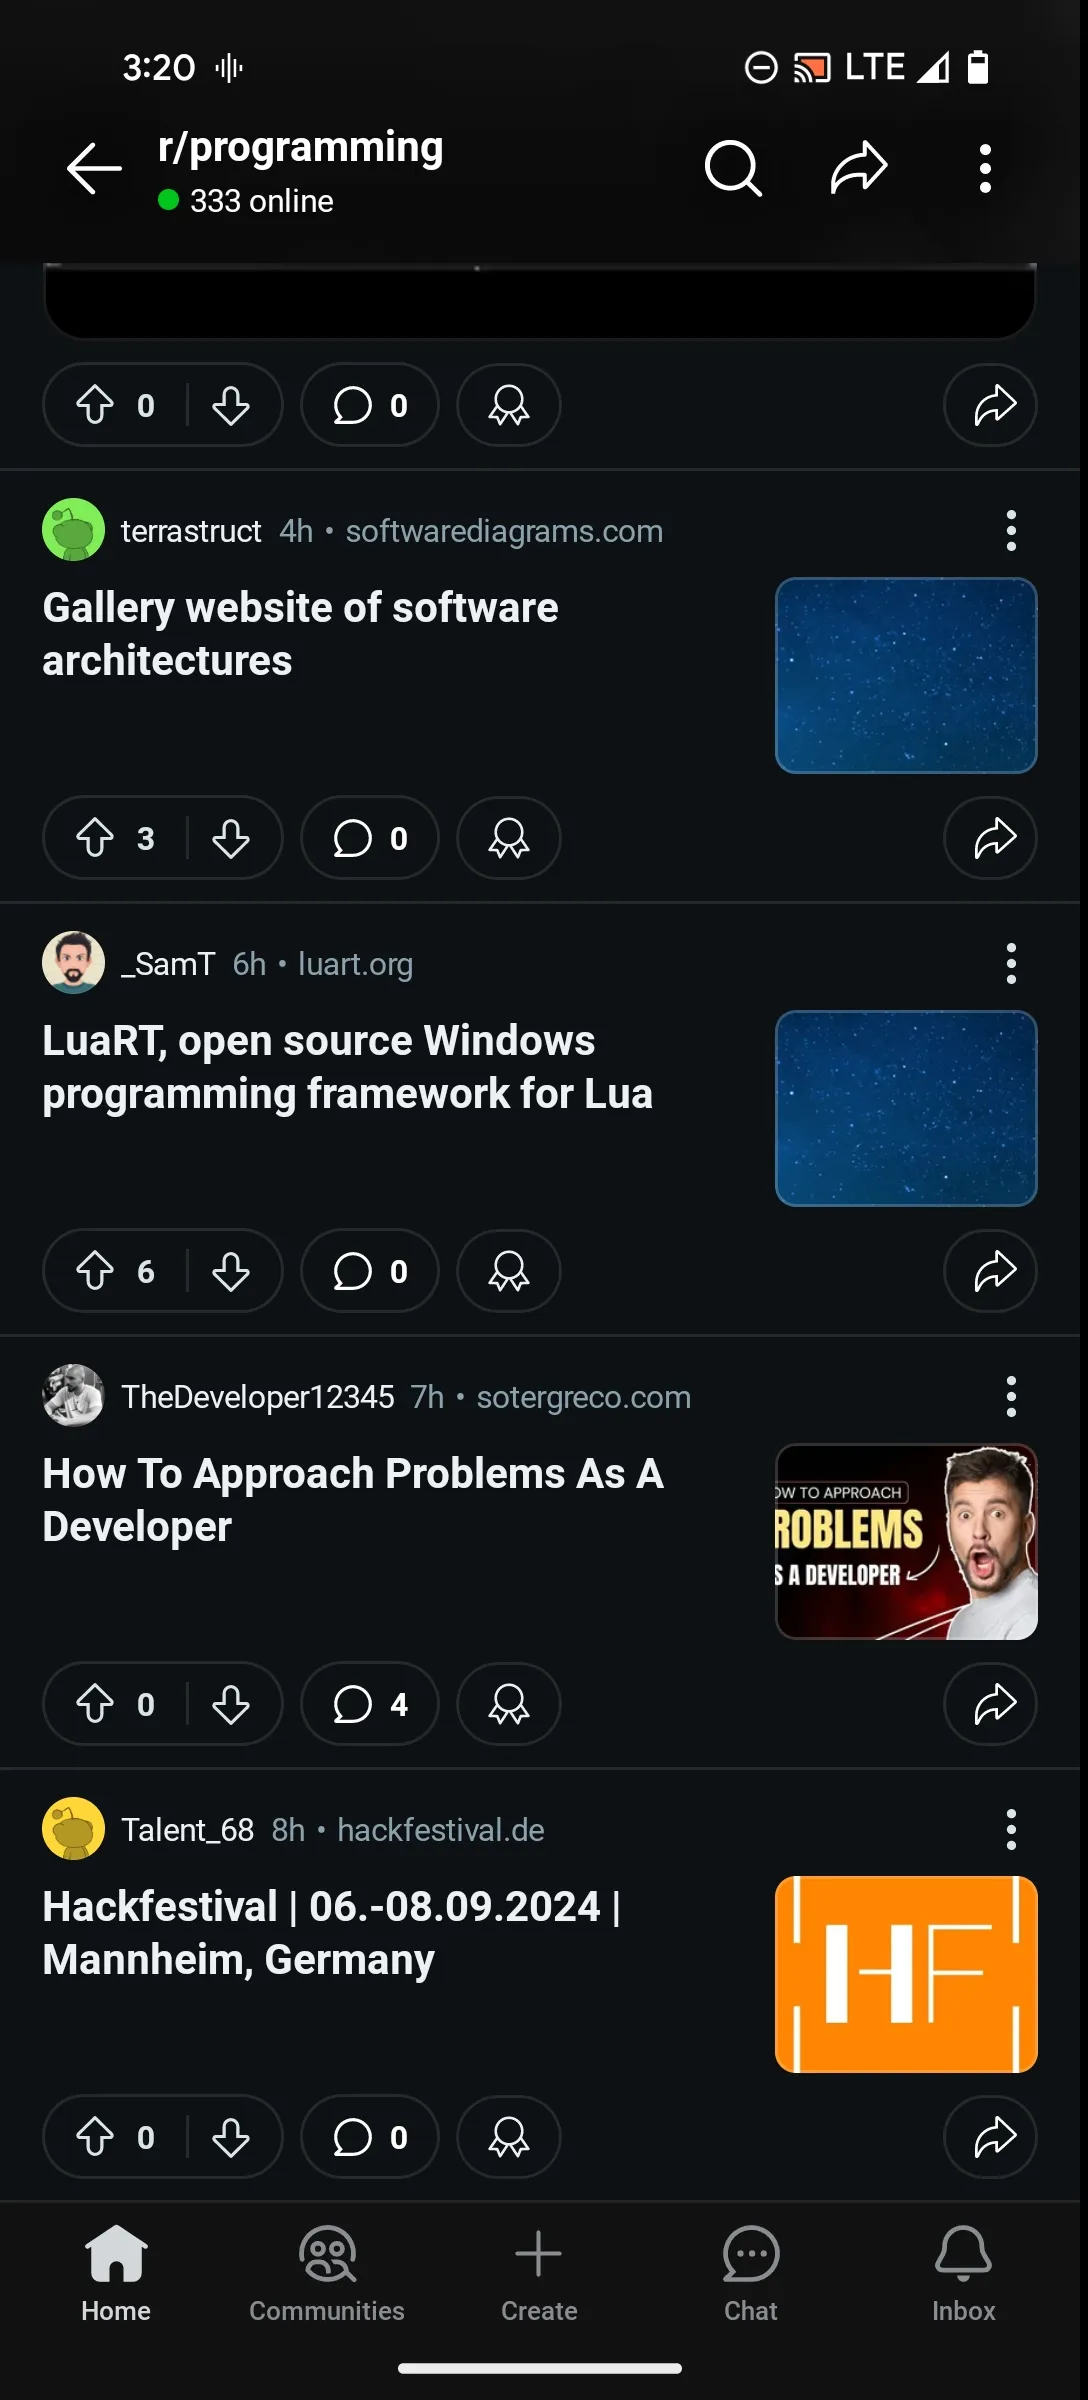 3:20 LTE
r/programming
333 online
0 0
terrastruct 4h • softwarediagrams.com
Gallery website of software
architectures
3 0
_SamT 6h • luart.org
LuaRT, open source Windows
programming framework for Lua
6 0
TheDeveloper12345 7h • sotergreco.com
How To Approach Problems As A
Developer
OW TO APPROACH
ROBLEMS
S A DEVELOPER
0 4
Talent_68 8h • hackfestival.de
Hackfestival | 06.-08.09.2024 |
Mannheim, Germany
HF
0 0
Home Communities Create Chat Inbox